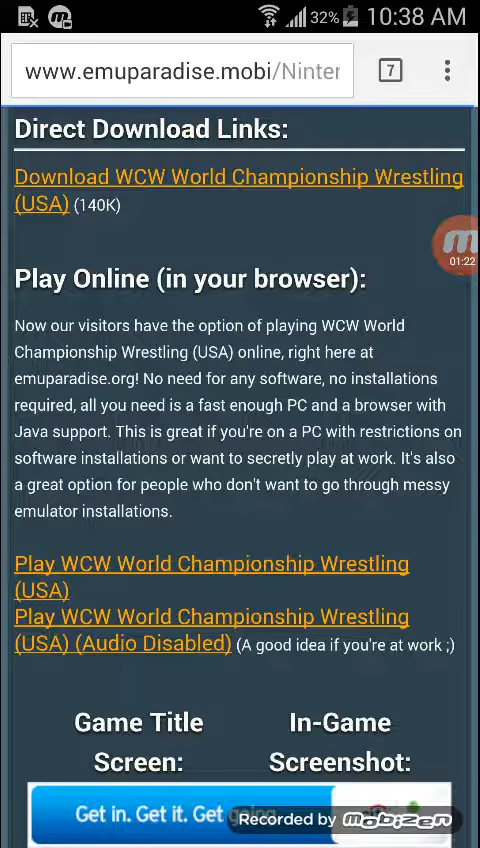 32% 10:38 AM
www.emuparadise.mobi/Ninter
7
Direct Download Links:
Download WCW World Championship Wrestling
(USA) (140K)
01:22
Play Online (in your browser):
Now our visitors have the option of playing WCW World
Championship Wrestling (USA) online, right here at
emuparadise.org! No need for any software, no installations
required, all you need is a fast enough PC and a browser with
Java support. This is great if you're on a PC with restrictions on
software installations or want to secretly play at work. It's also
a great option for people who don't want to go through messy
emulator installations.
Play WCW World Championship Wrestling
(USA)
Play WCW World Championship Wrestling
(USA) (Audio Disabled) (A good idea if you're at work ;)
Game Title
Screen:
In-Game
Screenshot:
Get in. Get it. Get going.
Recorded by mobizen